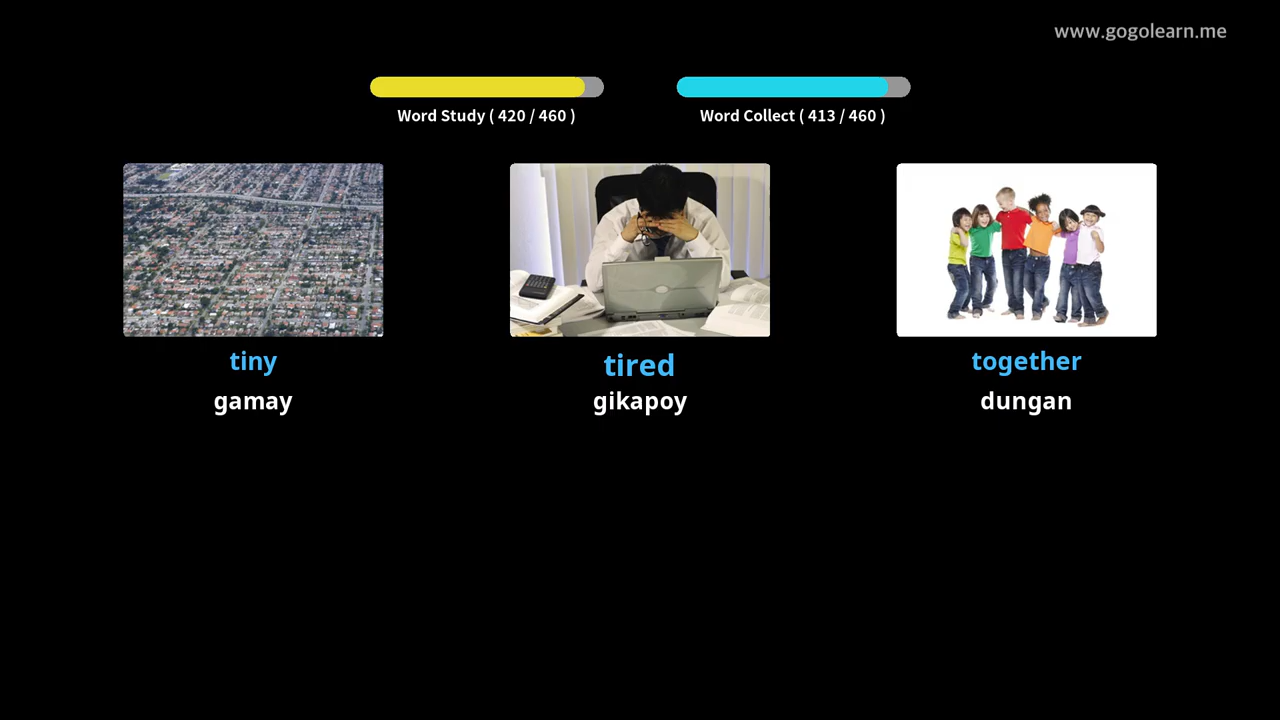 www.gogolearn.me
Word Study ( 420 / 460 )
Word Collect ( 413 / 460 )
tiny
gamay
tired
gikapoy
together
dungan